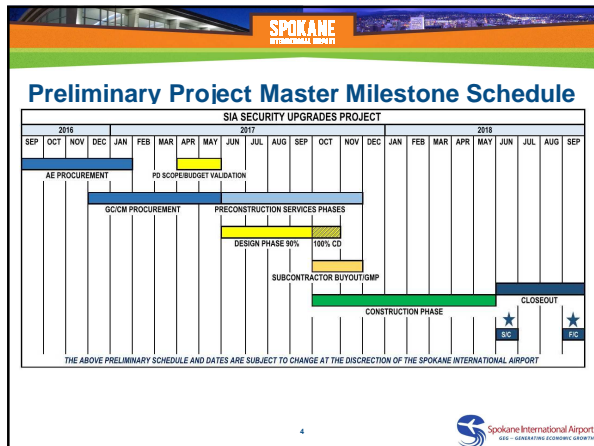 SPOKANE
INTERNATIONAL AIRPORT
Preliminary Project Master Milestone Schedule
SIA SECURITY UPGRADES PROJECT
2016 2017 2018
SEP OCT NOV DEC JAN FEB MAR APR MAY JUN JUL AUG SEP OCT NOV DEC JAN FEB MAR APR MAY JUN JUL AUG SEP
AE PROCUREMENT PD SCOPE/BUDGET VALIDATION
GC/CM PROCUREMENT PRECONSTRUCTION SERVICES PHASES
DESIGN PHASE 90% 100% CD
SUBCONTRACTOR BUYOUT/GMP
CLOSEOUT
CONSTRUCTION PHASE
S/C F/C
THE ABOVE PRELIMINARY SCHEDULE AND DATES ARE SUBJECT TO CHANGE AT THE DISCRECTION OF THE SPOKANE INTERNATIONAL AIRPORT
4
Spokane International Airport
GEG – GENERATING ECONOMIC GROWTH